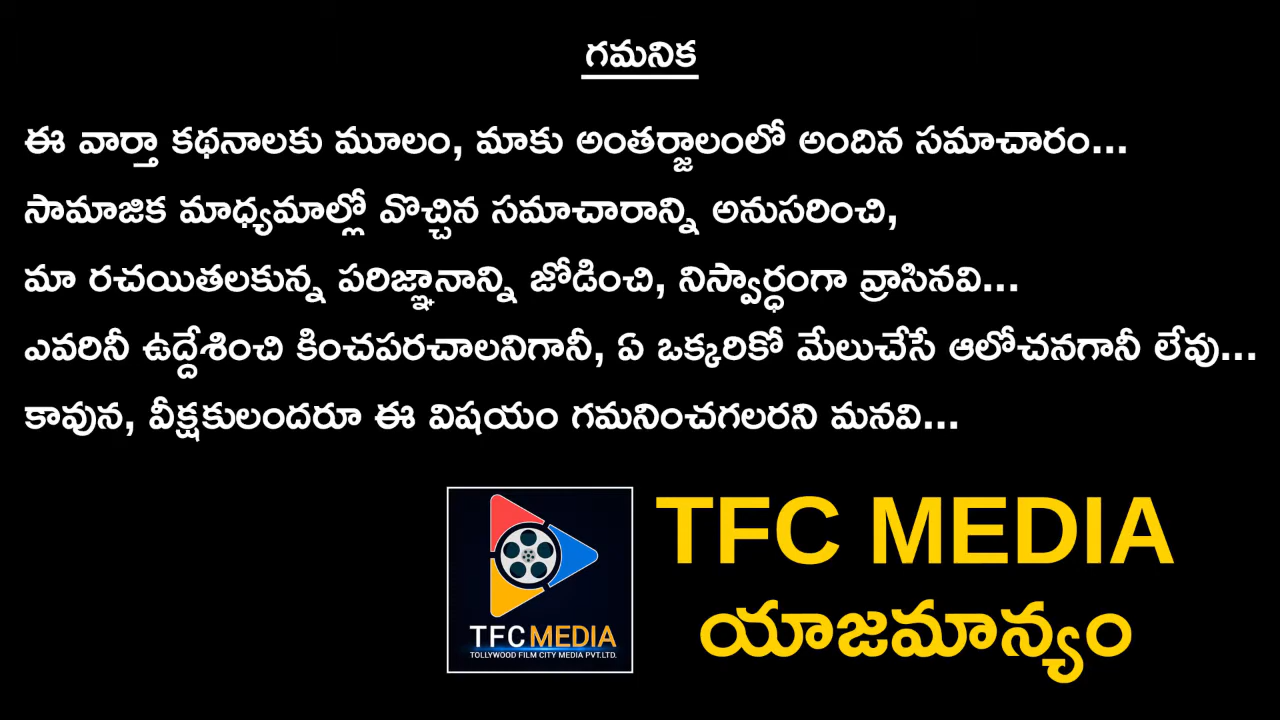 గమనిక
ఈ వార్తా కథనాలకు మూలం, మాకు అంతర్జాలంలో అందిన సమాచారం...
సామాజిక మాధ్యమాల్లో వొచ్చిన సమాచారాన్ని అనుసరించి,
మా రచయితలకున్న పరిజ్ఞానాన్ని జోడించి, నిస్వార్ధంగా వ్రాసినవి...
ఎవరినీ ఉద్దేశించి కించపరచాలనిగానీ, ఏ ఒక్కరికో మేలుచేసే ఆలోచనగానీ లేవు...
కావున, వీక్షకులందరూ ఈ విషయం గమనించగలరని మనవి...
TFC MEDIA
యాజమాన్యం
TFC MEDIA
TOLLYWOOD FILM CITY MEDIA PVT.LTD.